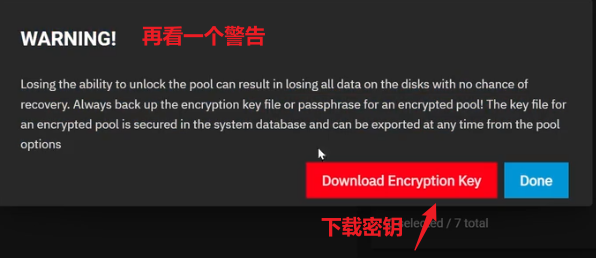 WARNING! 再看一个警告
Losing the ability to unlock the pool can result in losing all data on the disks with no chance of
recovery. Always back up the encryption key file or passphrase for an encrypted pool! The key file for
an encrypted pool is secured in the system database and can be exported at any time from the pool
options
Download Encryption Key Done
下载密钥 selected / 7 total